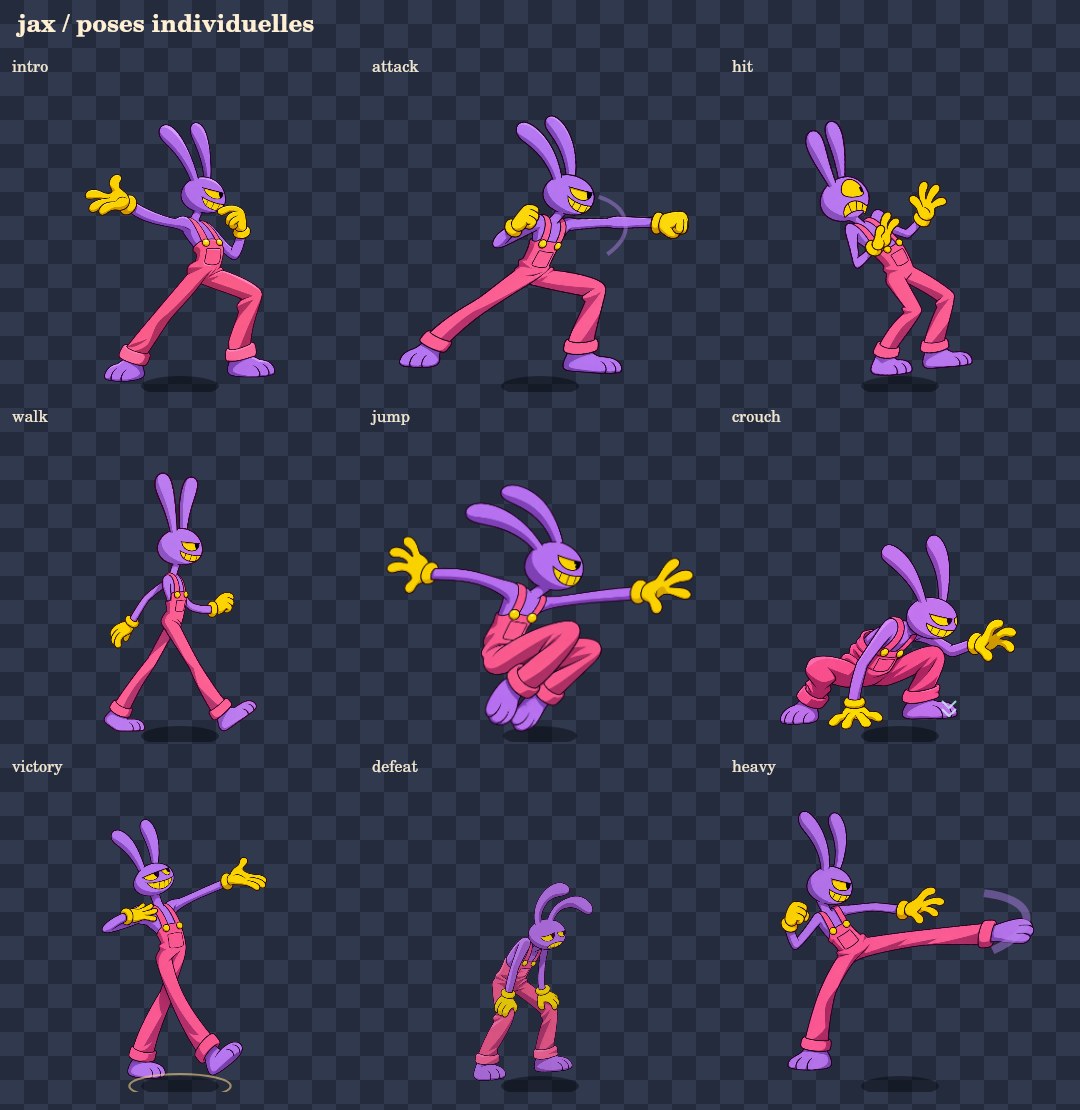 jax / poses individuelles
intro
attack
hit
walk
jump
crouch
victory
defeat
heavy